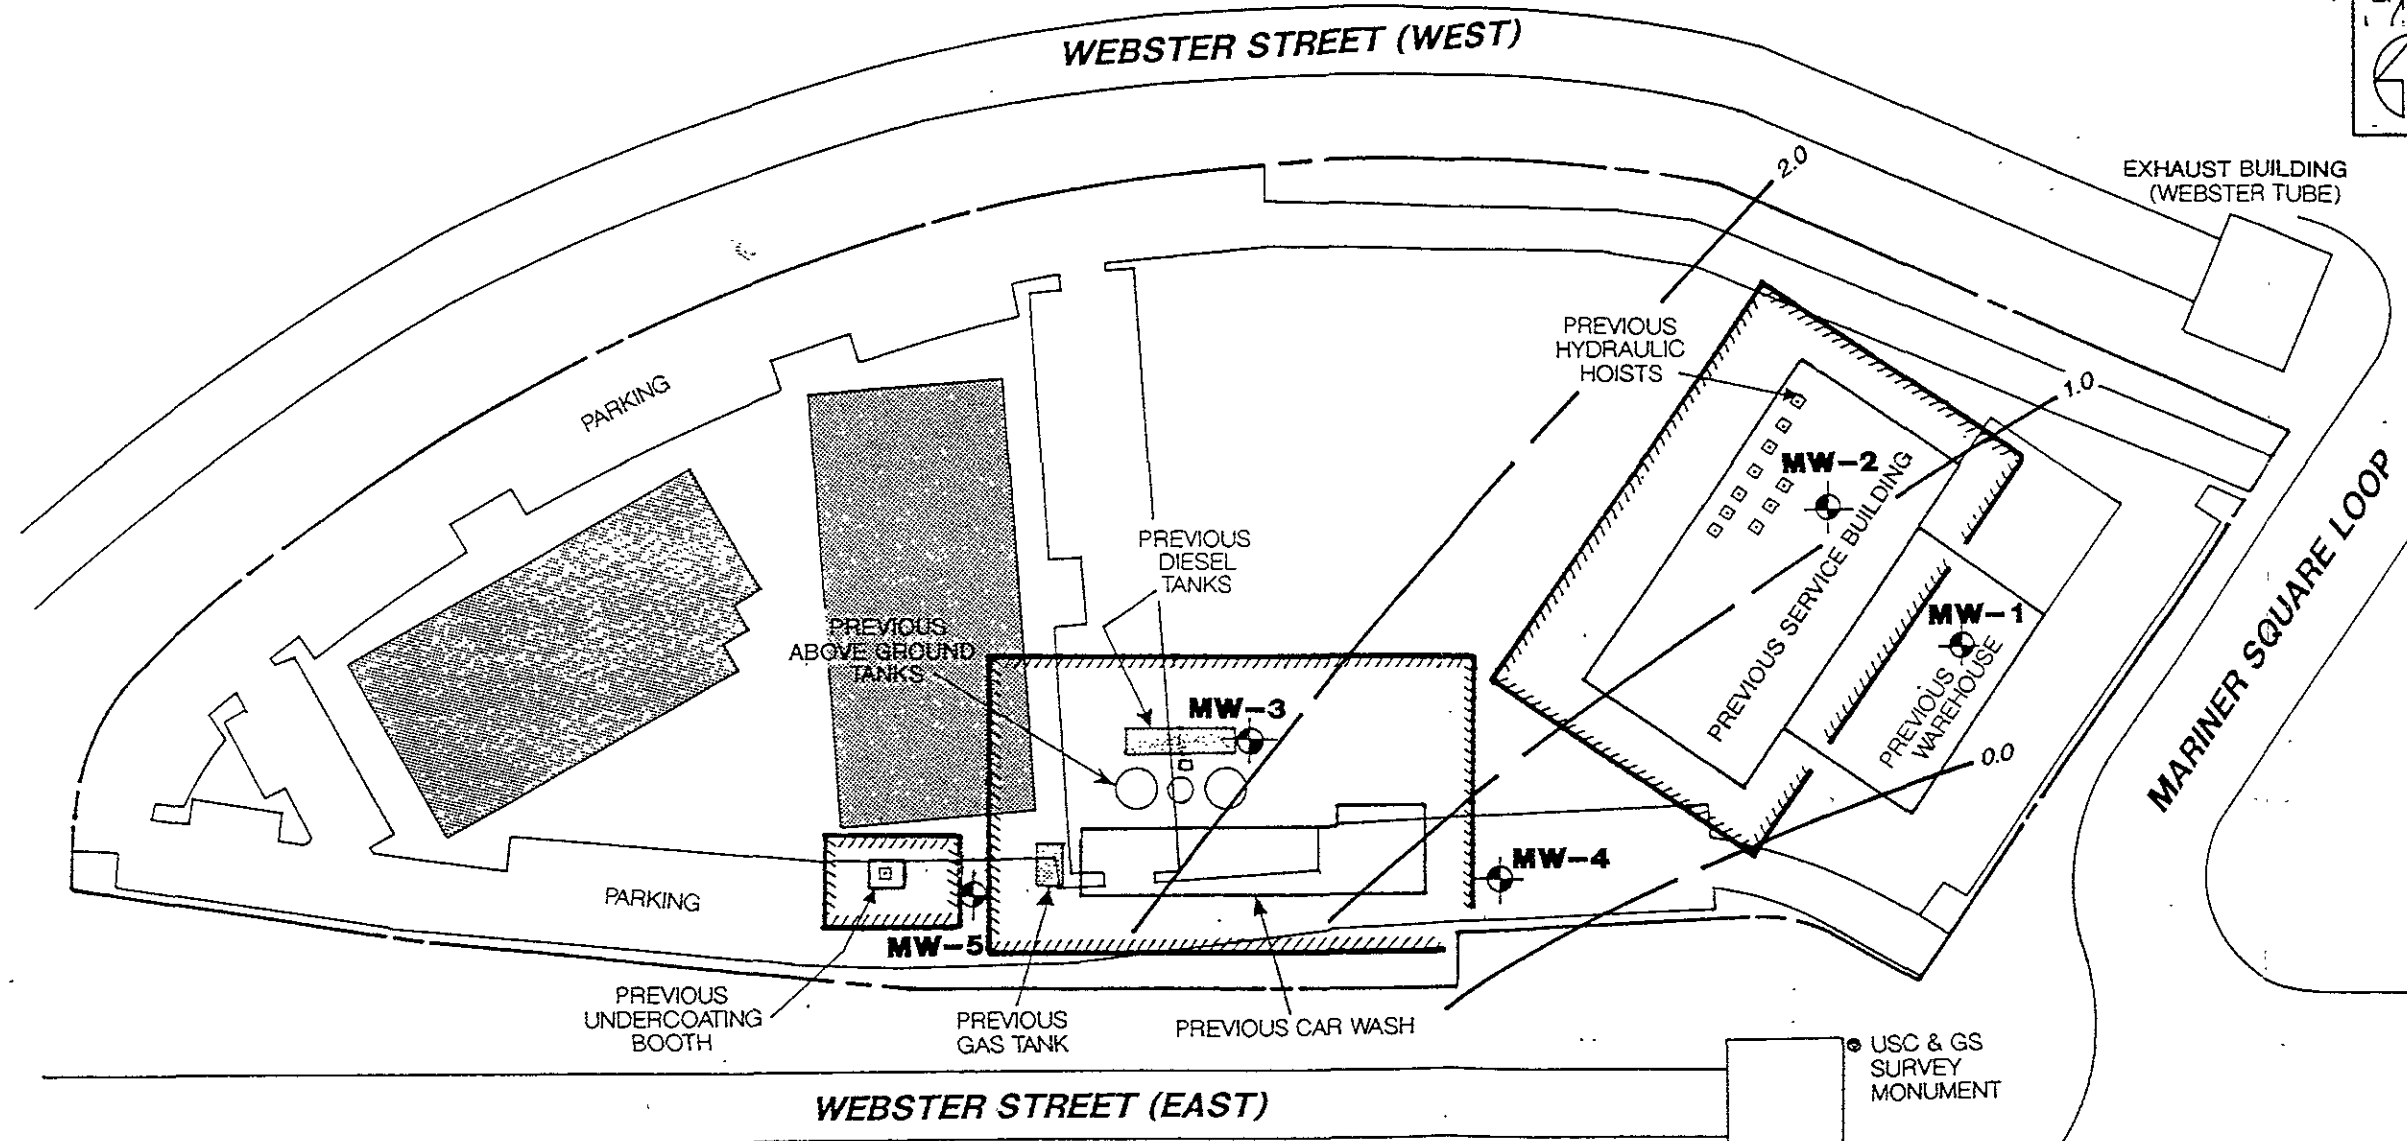 WEBSTER STREET (WEST)
2.0
EXHAUST BUILDING
(WEBSTER TUBE)
PREVIOUS
HYDRAULIC
HOISTS
1.0
PARKING
MW-2
PREVIOUS SERVICE BUILDING
MARINER SQUARE LOOP
PREVIOUS
DIESEL
TANKS
PREVIOUS
ABOVE GROUND
TANKS
MW-1
PREVIOUS
WAREHOUSE
MW-3
0.0
MW-4
PARKING
MW-5
PREVIOUS
UNDERCOATING
BOOTH
PREVIOUS
GAS TANK
PREVIOUS CAR WASH
USC & GS
SURVEY
MONUMENT
WEBSTER STREET (EAST)